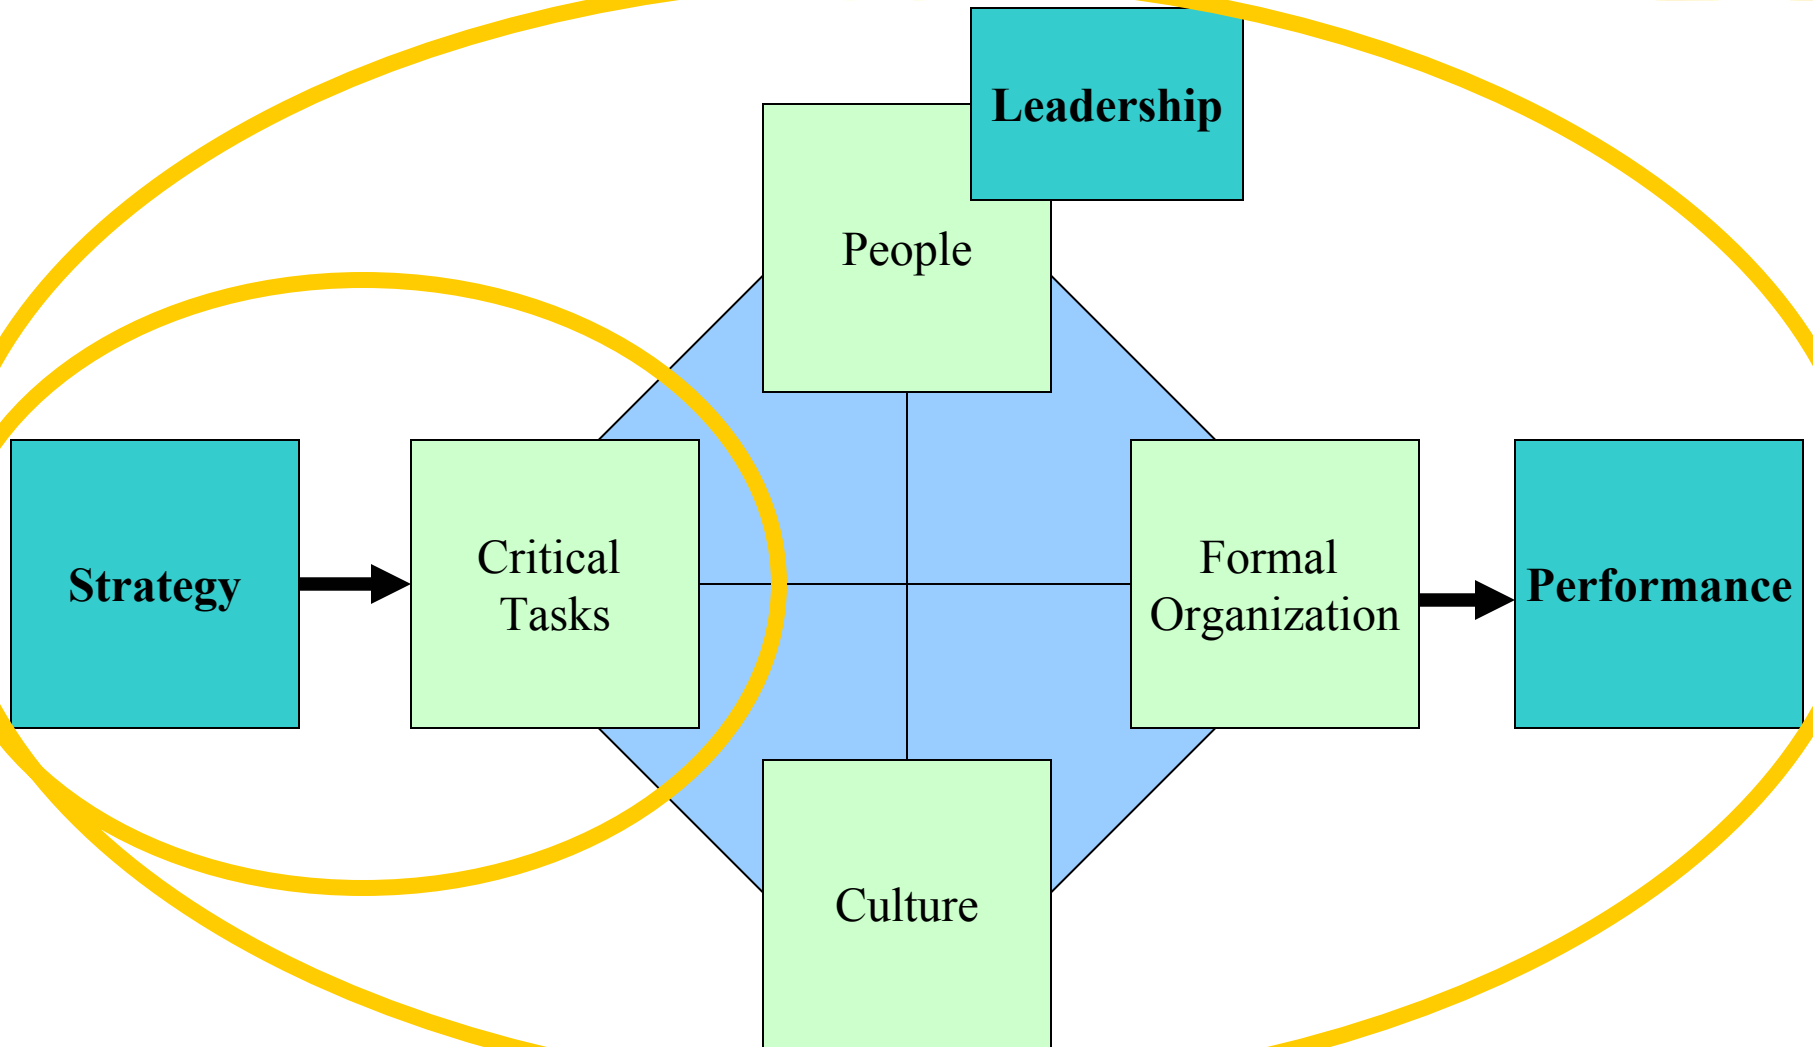 Leadership
People
Strategy
Critical
Tasks
Formal
Organization
Performance
Culture